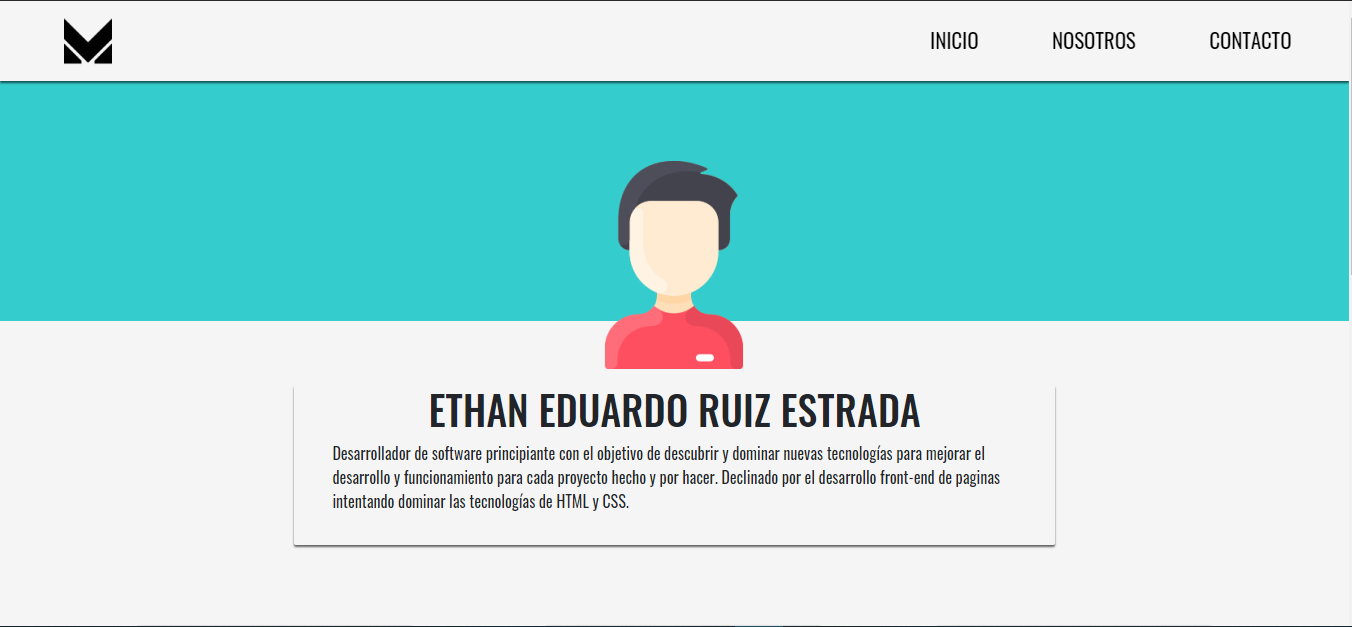 INICIO NOSOTROS CONTACTO
ETHAN EDUARDO RUIZ ESTRADA
Desarrollador de software principiante con el objetivo de descubrir y dominar nuevas tecnologías para mejorar el
desarrollo y funcionamiento para cada proyecto hecho y por hacer. Declinado por el desarrollo front-end de paginas
intentando dominar las tecnologías de HTML y CSS.